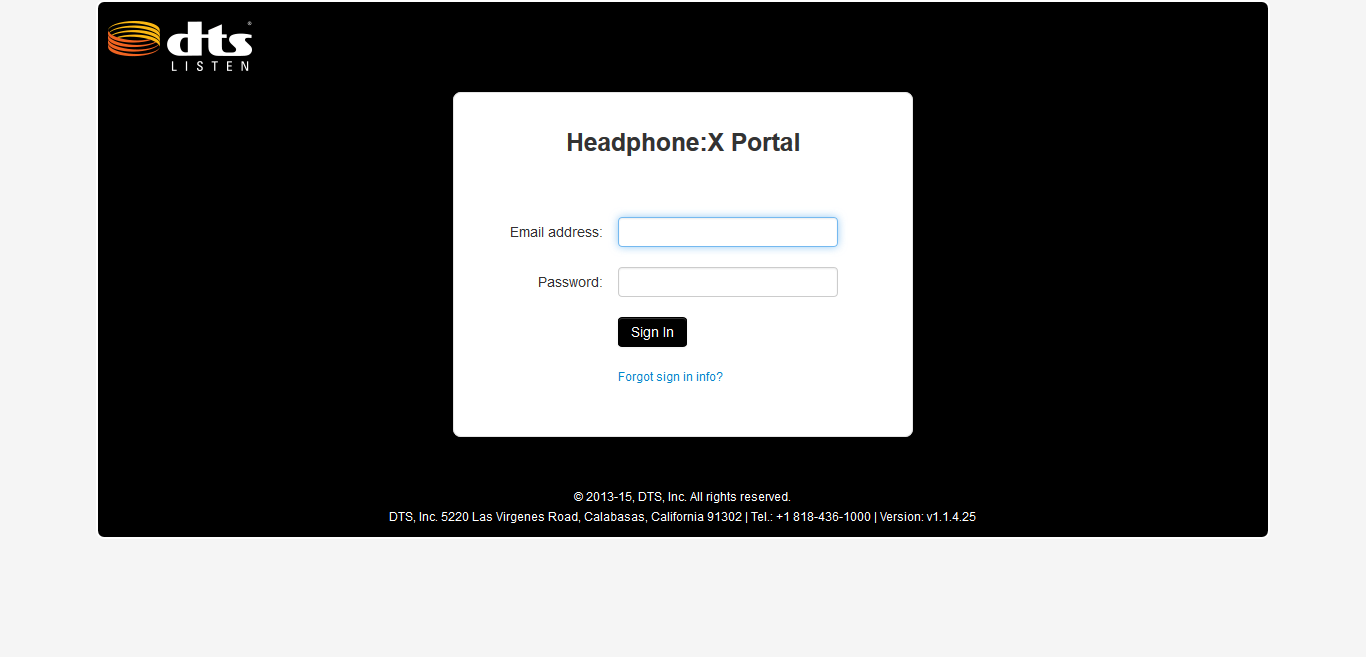 dts®
LISTEN
Headphone:X Portal
Email address:
Password:
Sign In
Forgot sign in info?
© 2013-15, DTS, Inc. All rights reserved.
DTS, Inc. 5220 Las Virgenes Road, Calabasas, California 91302 | Tel.: +1 818-436-1000 | Version: v1.1.4.25